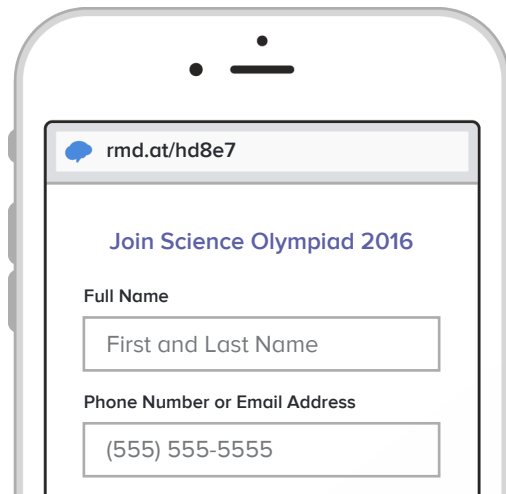 rmd.at/hd8e7
Join Science Olympiad 2016
Full Name
First and Last Name
Phone Number or Email Address
(555) 555-5555